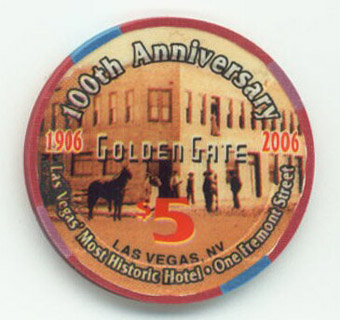 100th Anniversary
1906
2006
GOLDEN GATE
$5
LAS VEGAS, NV
Las Vegas' Most Historic Hotel • One Fremont Street